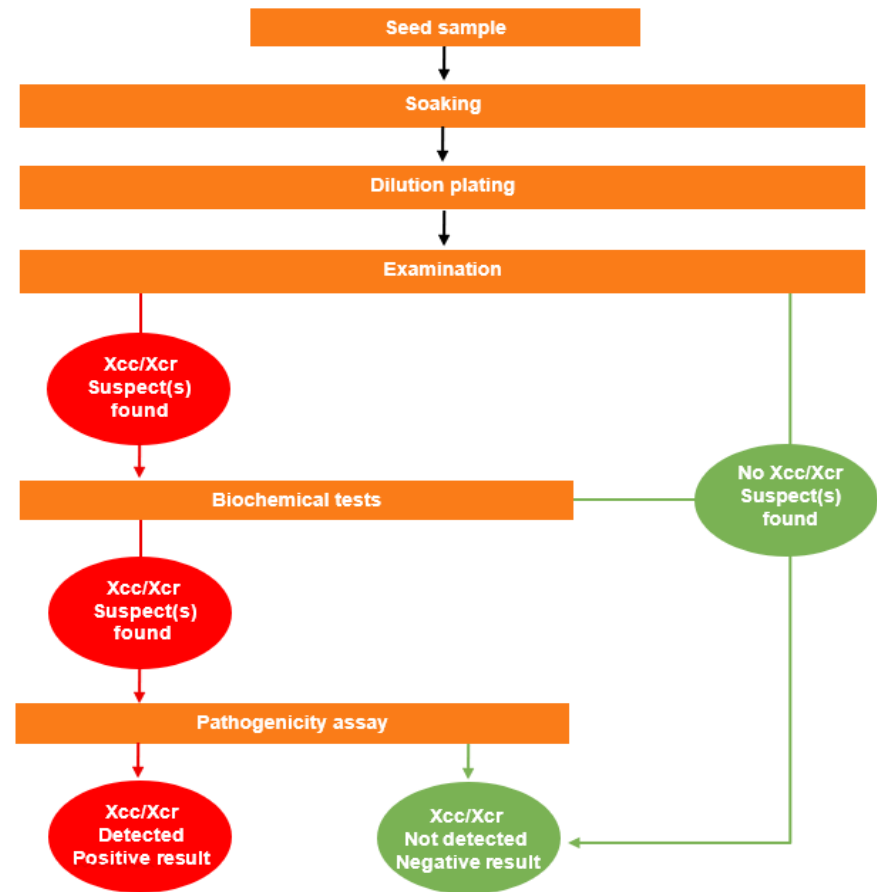 Seed sample
Soaking
Dilution plating
Examination
Xcc/Xcr
Suspect(s)
found
No Xcc/Xcr
Suspect(s)
found
Biochemical tests
Xcc/Xcr
Suspect(s)
found
Pathogenicity assay
Xcc/Xcr
Detected
Positive result
Xcc/Xcr
Not detected
Negative result